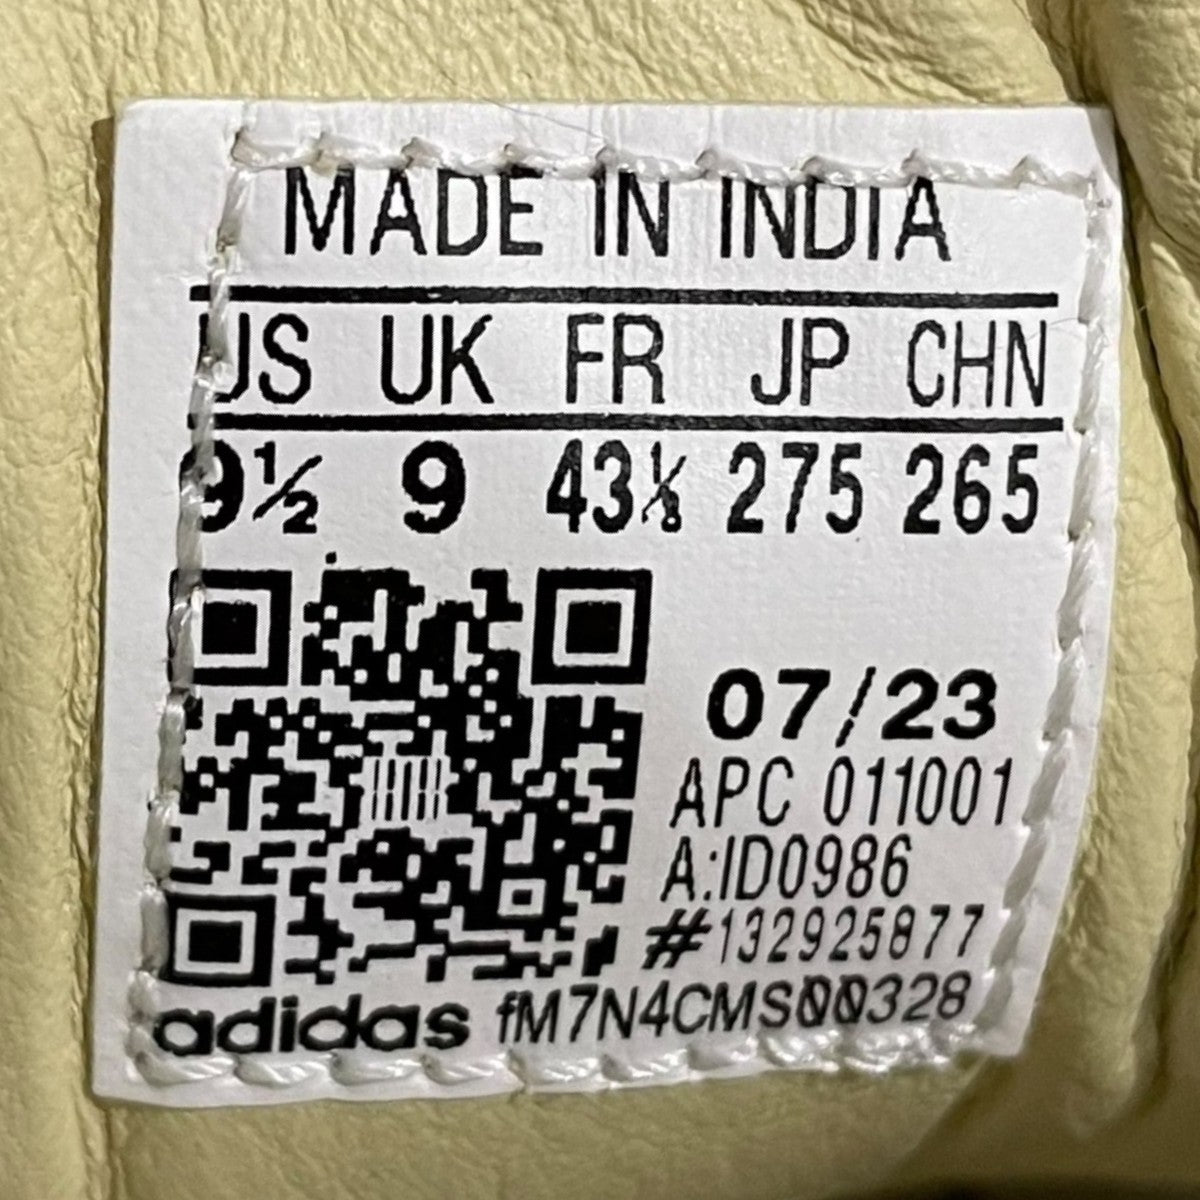 MADE IN INDIA
US UK FR JP CHN
9½ 9 43⅓ 275 265
07/23
APC 011001
A:ID0986
#132925877
adidas fM7N4CMS00328